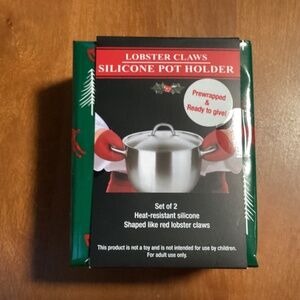 LOBSTER CLAWS
SILICONE POT HOLDER
Prewrapped
&
Ready to give!
Set of 2
Heat-resistant silicone
Shaped like red lobster claws
This product is not a toy and is not intended for use by children.
For adult use only.